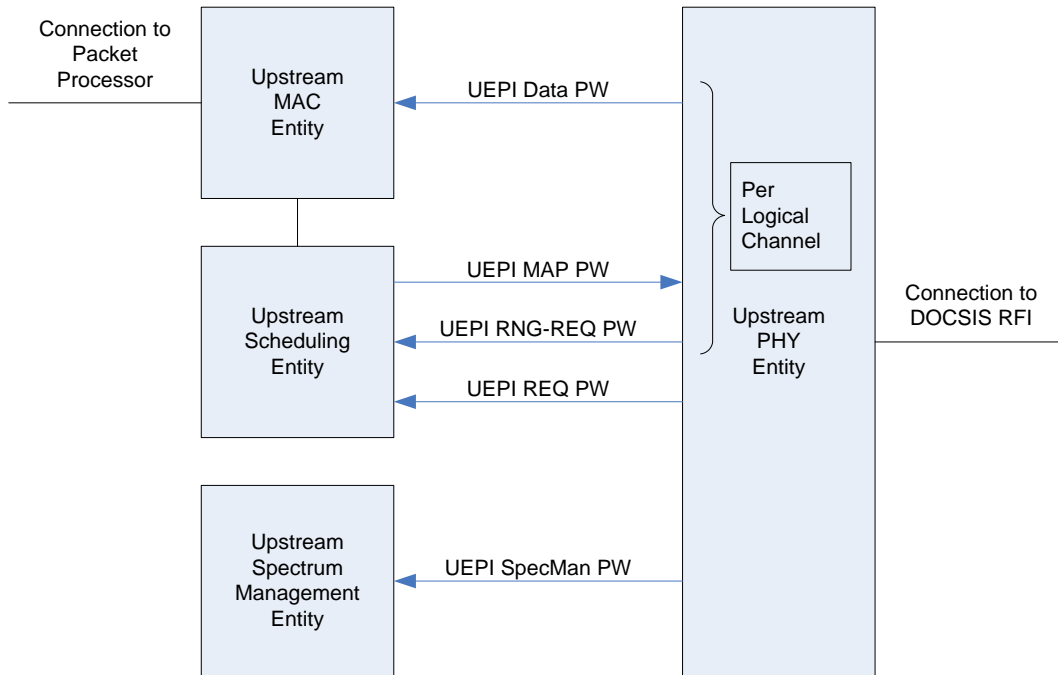 Connection to
Packet
Processor
Upstream
MAC
Entity
UEPI Data PW
Per
Logical
Channel
Upstream
Scheduling
Entity
UEPI MAP PW
UEPI RNG-REQ PW
UEPI REQ PW
Upstream
PHY
Entity
Connection to
DOCSIS RFI
Upstream
Spectrum
Management
Entity
UEPI SpecMan PW